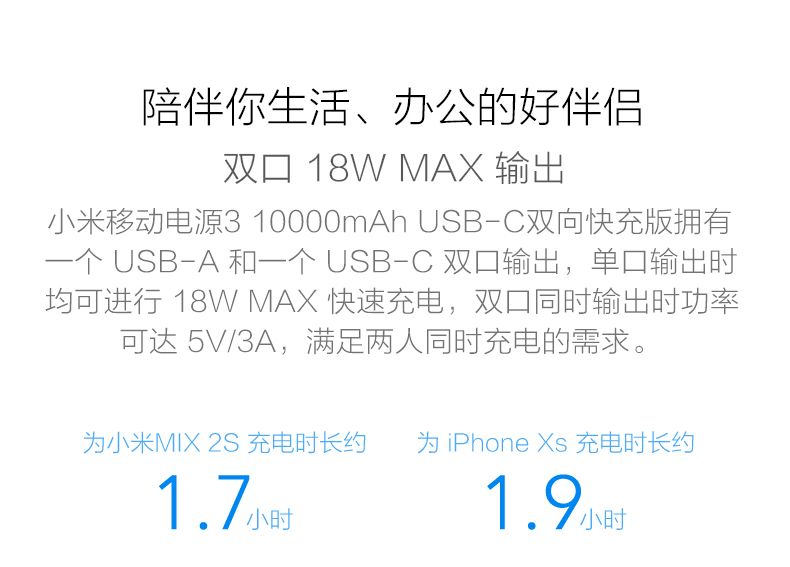 陪伴你生活、办公的好伴侣
双口 18W MAX 输出
小米移动电源3 10000mAh USB-C双向快充版拥有
一个 USB-A 和一个 USB-C 双口输出，单口输出时
均可进行 18W MAX 快速充电，双口同时输出时功率
可达 5V/3A，满足两人同时充电的需求。
为小米MIX 2S 充电时长约 为 iPhone Xs 充电时长约
1.7小时 1.9小时